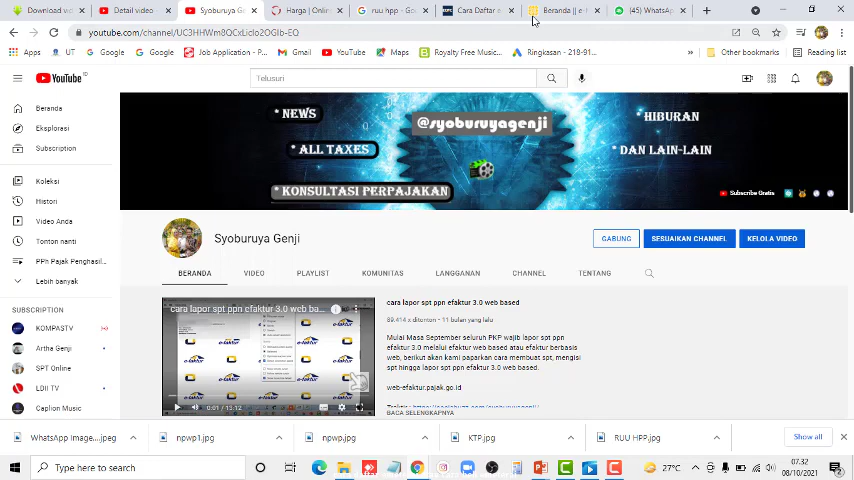 Download vid
Detail video
Syoburuya G
Harga | Onlin
ruu hpp - Goo
Cara Daftar e
Beranda || e-
(45) WhatsAp
youtube.com/channel/UC3HHWm8QCxLiclo2OGIb-EQ
Apps
UT
Google
Google
Job Application - P...
Gmail
YouTube
Maps
Royalty Free Music...
Ringkasan - 218-91...
Other bookmarks
Reading list
YouTube ID
Telusuri
Beranda
Eksplorasi
Subscription
Koleksi
Histori
Video Anda
Tonton nanti
PPh Pajak Penghasil...
Lebih banyak
SUBSCRIPTION
KOMPASTV
Artha Genji
SPT Online
LDII TV
Caplion Music
* NEWS
* ALL TAXES
* KONSULTASI PERPAJAKAN
@syoburuyagenji
* HIBURAN
* DAN LAIN-LAIN
Subscribe Gratis
Syoburuya Genji
GABUNG
SESUAIKAN CHANNEL
KELOLA VIDEO
BERANDA
VIDEO
PLAYLIST
KOMUNITAS
LANGGANAN
CHANNEL
TENTANG
cara lapor spt ppn efaktur 3.0 web ba...
0:01 / 13:12
cara lapor spt ppn efaktur 3.0 web based
89.414 x ditonton - 11 bulan yang lalu
Mulai Masa September seluruh PKP wajib lapor spt ppn
efaktur 3.0 melalui efaktur web based atau efaktur berbasis
web, berikut akan kami paparkan cara membuat spt, mengisi
spt hingga lapor spt ppn efaktur 3.0 web based.
web-efaktur.pajak.go.id
BACA SELENGKAPNYA
WhatsApp Image....jpeg
npwp1.jpg
npwp.jpg
KTP.jpg
RUU HPP.jpg
Show all
Type here to search
27°C
07.32
08/10/2021
2